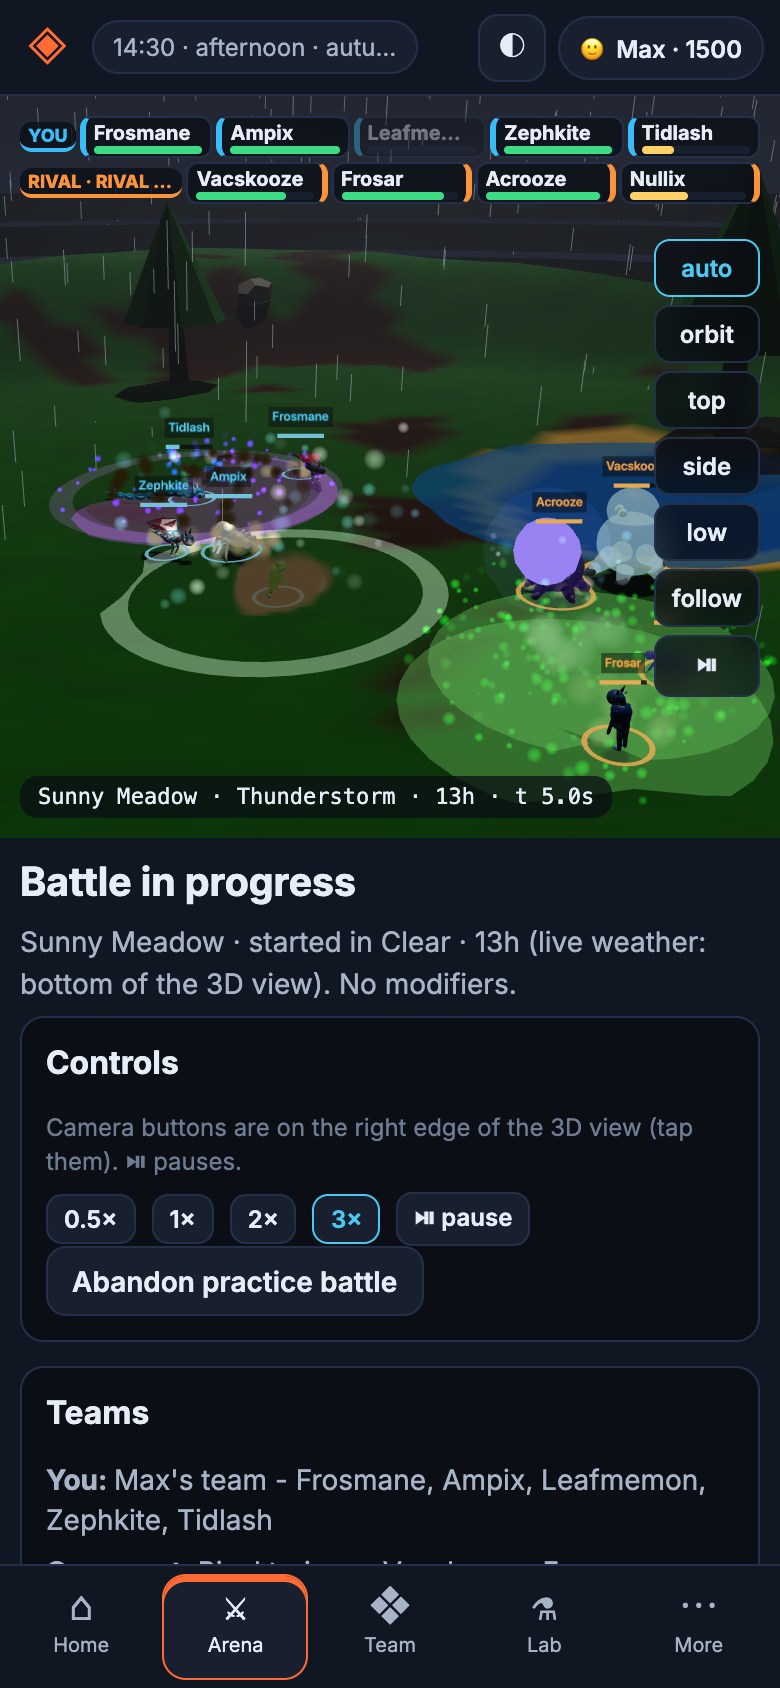 14:30 · afternoon · autu...
Max · 1500
YOU
Frosmane
Ampix
Leafme...
Zephkite
Tidlash
RIVAL · RIVAL ...
Vacskooze
Frosar
Acrooze
Nullix
auto
orbit
top
side
low
follow
Frosmane
Tidlash
Ampix
Zephkite
Vacskoo
Acrooze
Frosar
Sunny Meadow · Thunderstorm · 13h · t 5.0s
Battle in progress
Sunny Meadow · started in Clear · 13h (live weather:
bottom of the 3D view). No modifiers.
Controls
Camera buttons are on the right edge of the 3D view (tap
them). ⏯ pauses.
0.5× 1× 2× 3× ⏯ pause
Abandon practice battle
Teams
You: Max's team - Frosmane, Ampix, Leafmemon,
Zephkite, Tidlash
Home
Arena
Team
Lab
More